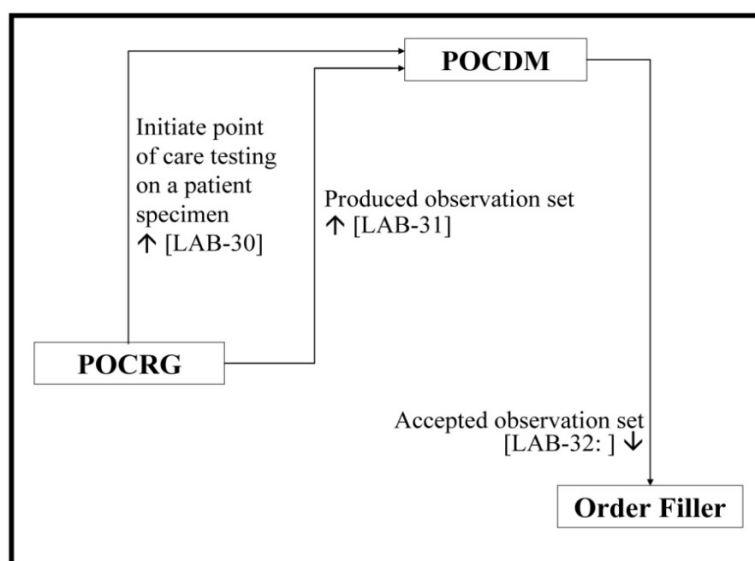 POCDM
Initiate point
of care testing
on a patient
specimen
↑ [LAB-30]
Produced observation set
↑ [LAB-31]
POCRG
Accepted observation set
[LAB-32: ] ↓
Order Filler